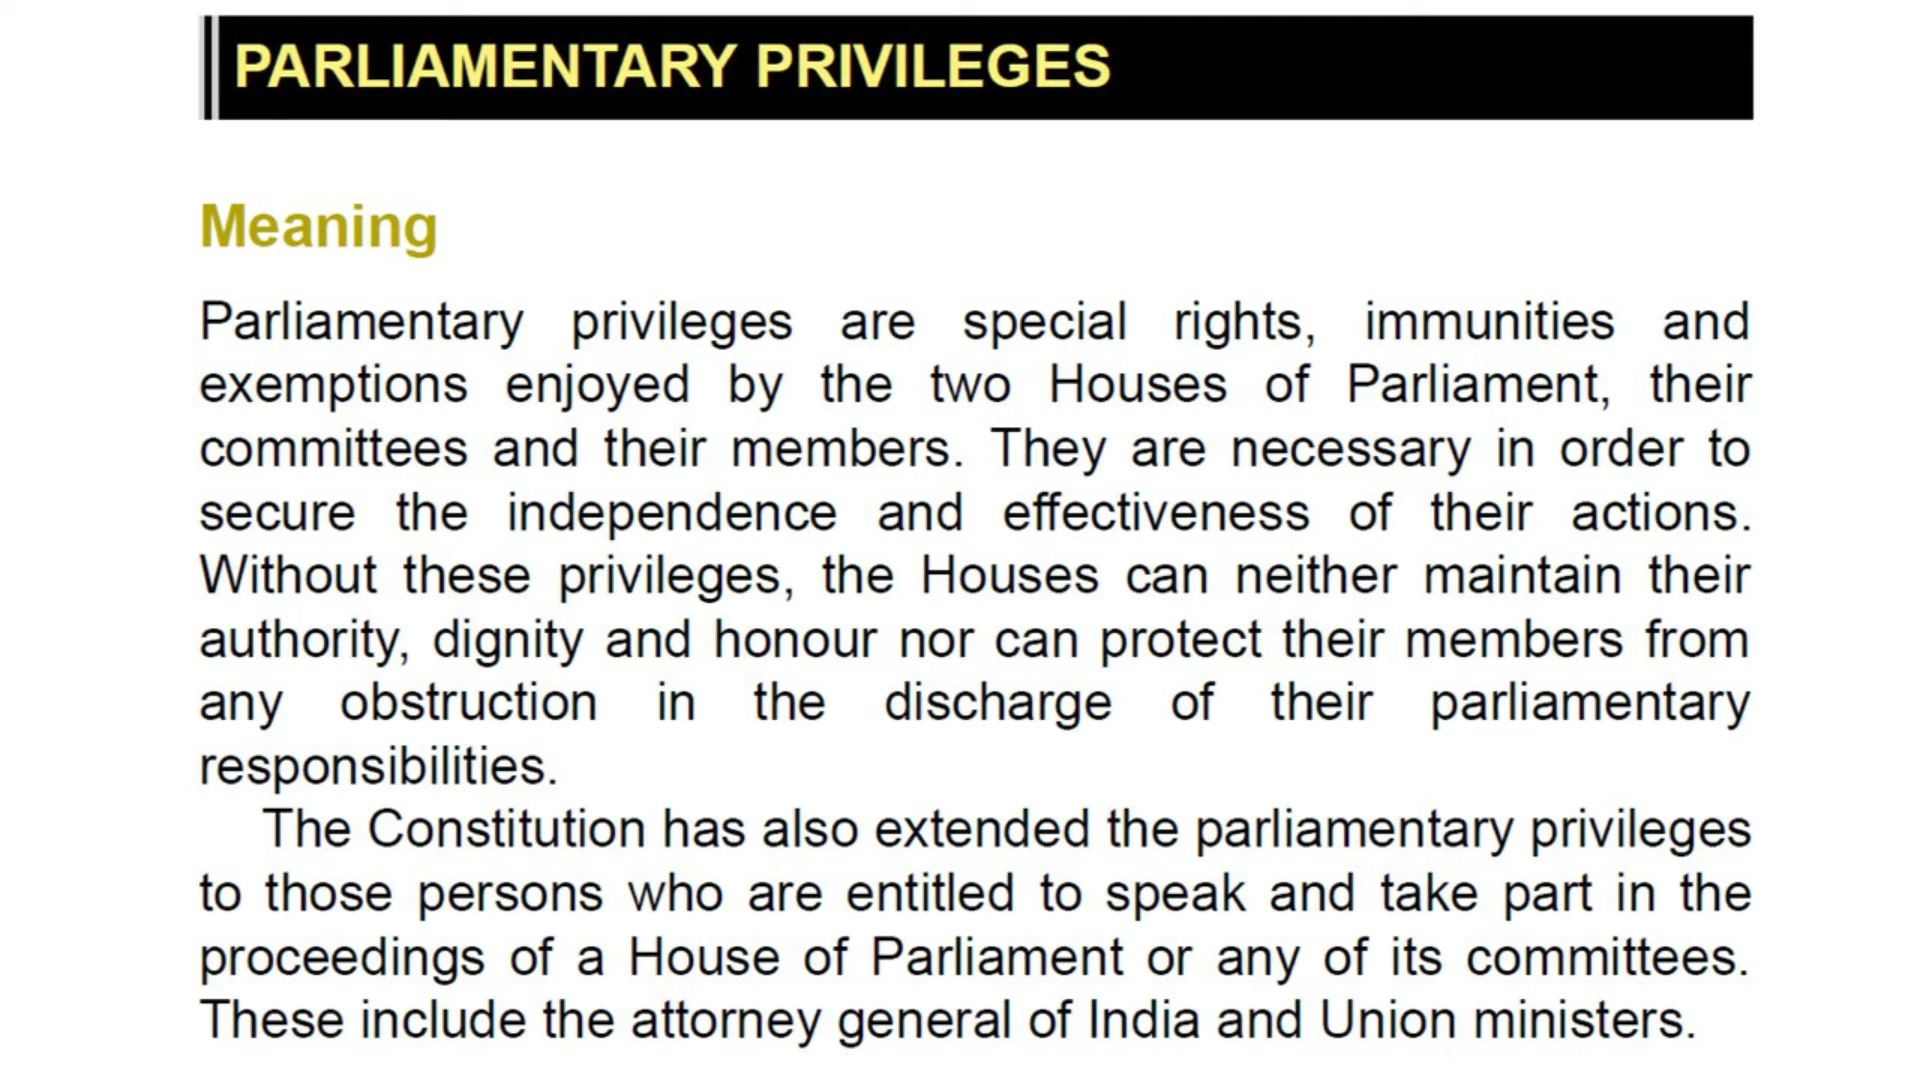 PARLIAMENTARY PRIVILEGES
Meaning
Parliamentary privileges are special rights, immunities and
exemptions enjoyed by the two Houses of Parliament, their
committees and their members. They are necessary in order to
secure the independence and effectiveness of their actions.
Without these privileges, the Houses can neither maintain their
authority, dignity and honour nor can protect their members from
any obstruction in the discharge of their parliamentary
responsibilities.
The Constitution has also extended the parliamentary privileges
to those persons who are entitled to speak and take part in the
proceedings of a House of Parliament or any of its committees.
These include the attorney general of India and Union ministers.